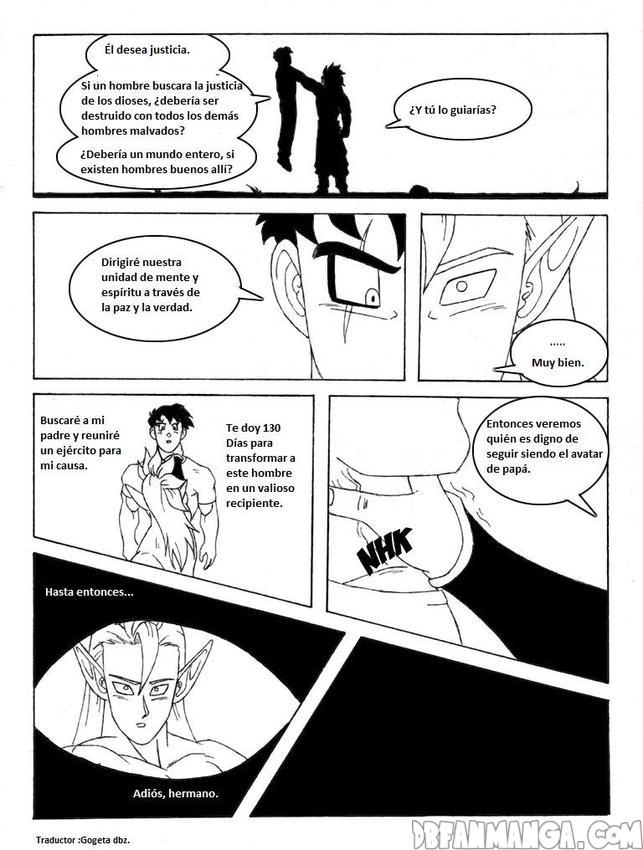 Él desea justicia.
Si un hombre buscara la justicia
de los dioses, ¿debería ser
destruido con todos los demás
hombres malvados?
¿Debería un mundo entero, si
existen hombres buenos allí?
¿Y tú lo guiarías?
Dirigiré nuestra
unidad de mente y
espíritu a través de
la paz y la verdad.
.....
Muy bien.
Buscaré a mi
padre y reuniré
un ejército para
mi causa.
Te doy 130
Días para
transformar a
este hombre
en un valioso
recipiente.
Entonces veremos
quién es digno de
seguir siendo el avatar
de papá.
NHK
Hasta entonces...
Adiós, hermano.
Traductor :Gogeta dbz.
DBFANMANGA.COM